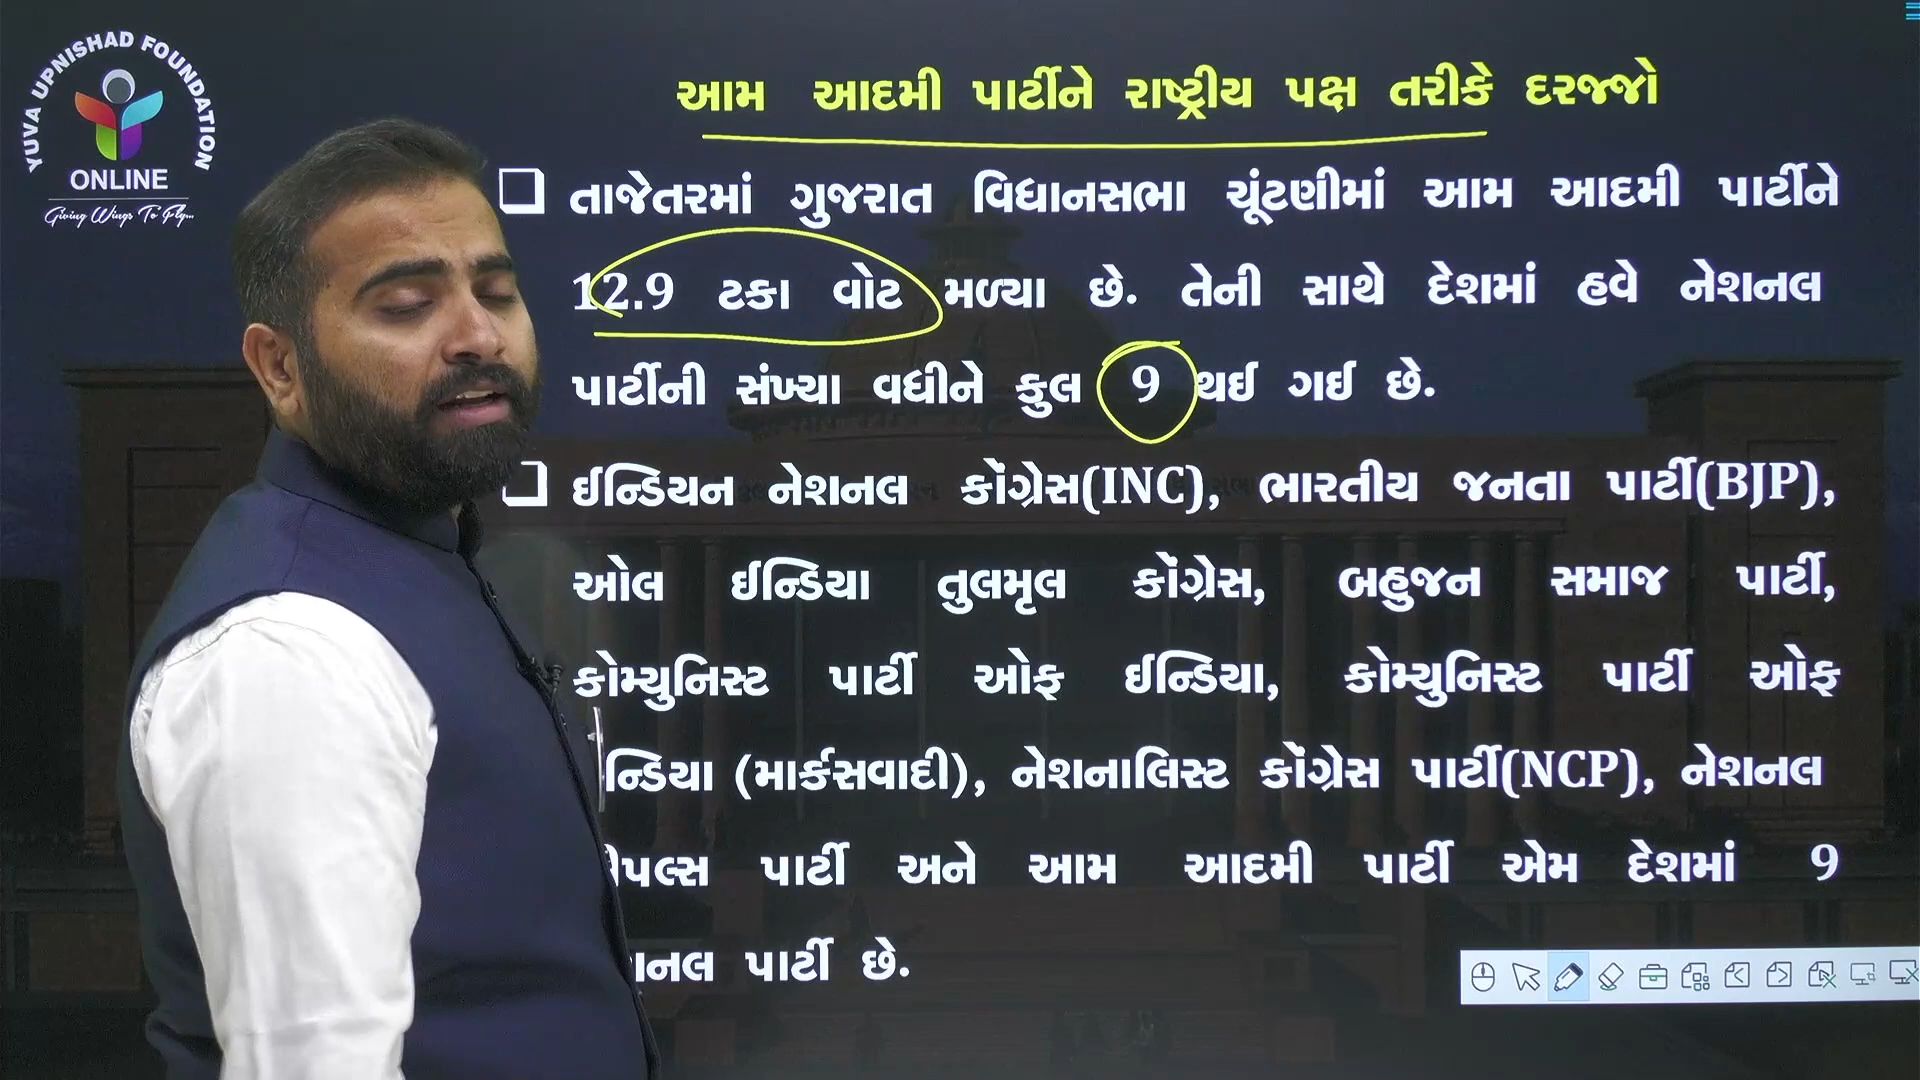 YUVA UPNISHAD FOUNDATION
ONLINE
Giving Wings To Fly...
આમ આદમી પાર્ટીને રાષ્ટ્રીય પક્ષ તરીકે દરજ્જો
તાજેતરમાં ગુજરાત વિધાનસભા ચૂંટણીમાં આમ આદમી પાર્ટીને
12.9 ટકા વોટ મળ્યા છે. તેની સાથે દેશમાં હવે નેશનલ
પાર્ટીની સંખ્યા વધીને કુલ 9 થઈ ગઈ છે.
ઈન્ડિયન નેશનલ કોંગ્રેસ(INC), ભારતીય જનતા પાર્ટી(BJP),
ઓલ ઈન્ડિયા તુલમૃલ કોંગ્રેસ, બહુજન સમાજ પાર્ટી,
કોમ્યુનિસ્ટ પાર્ટી ઓફ ઈન્ડિયા, કોમ્યુનિસ્ટ પાર્ટી ઓફ
ન્ડિયા (માર્કસવાદી), નેશનાલિસ્ટ કોંગ્રેસ પાર્ટી(NCP), નેશનલ
પલ્સ પાર્ટી અને આમ આદમી પાર્ટી એમ દેશમાં 9
નલ પાર્ટી છે.